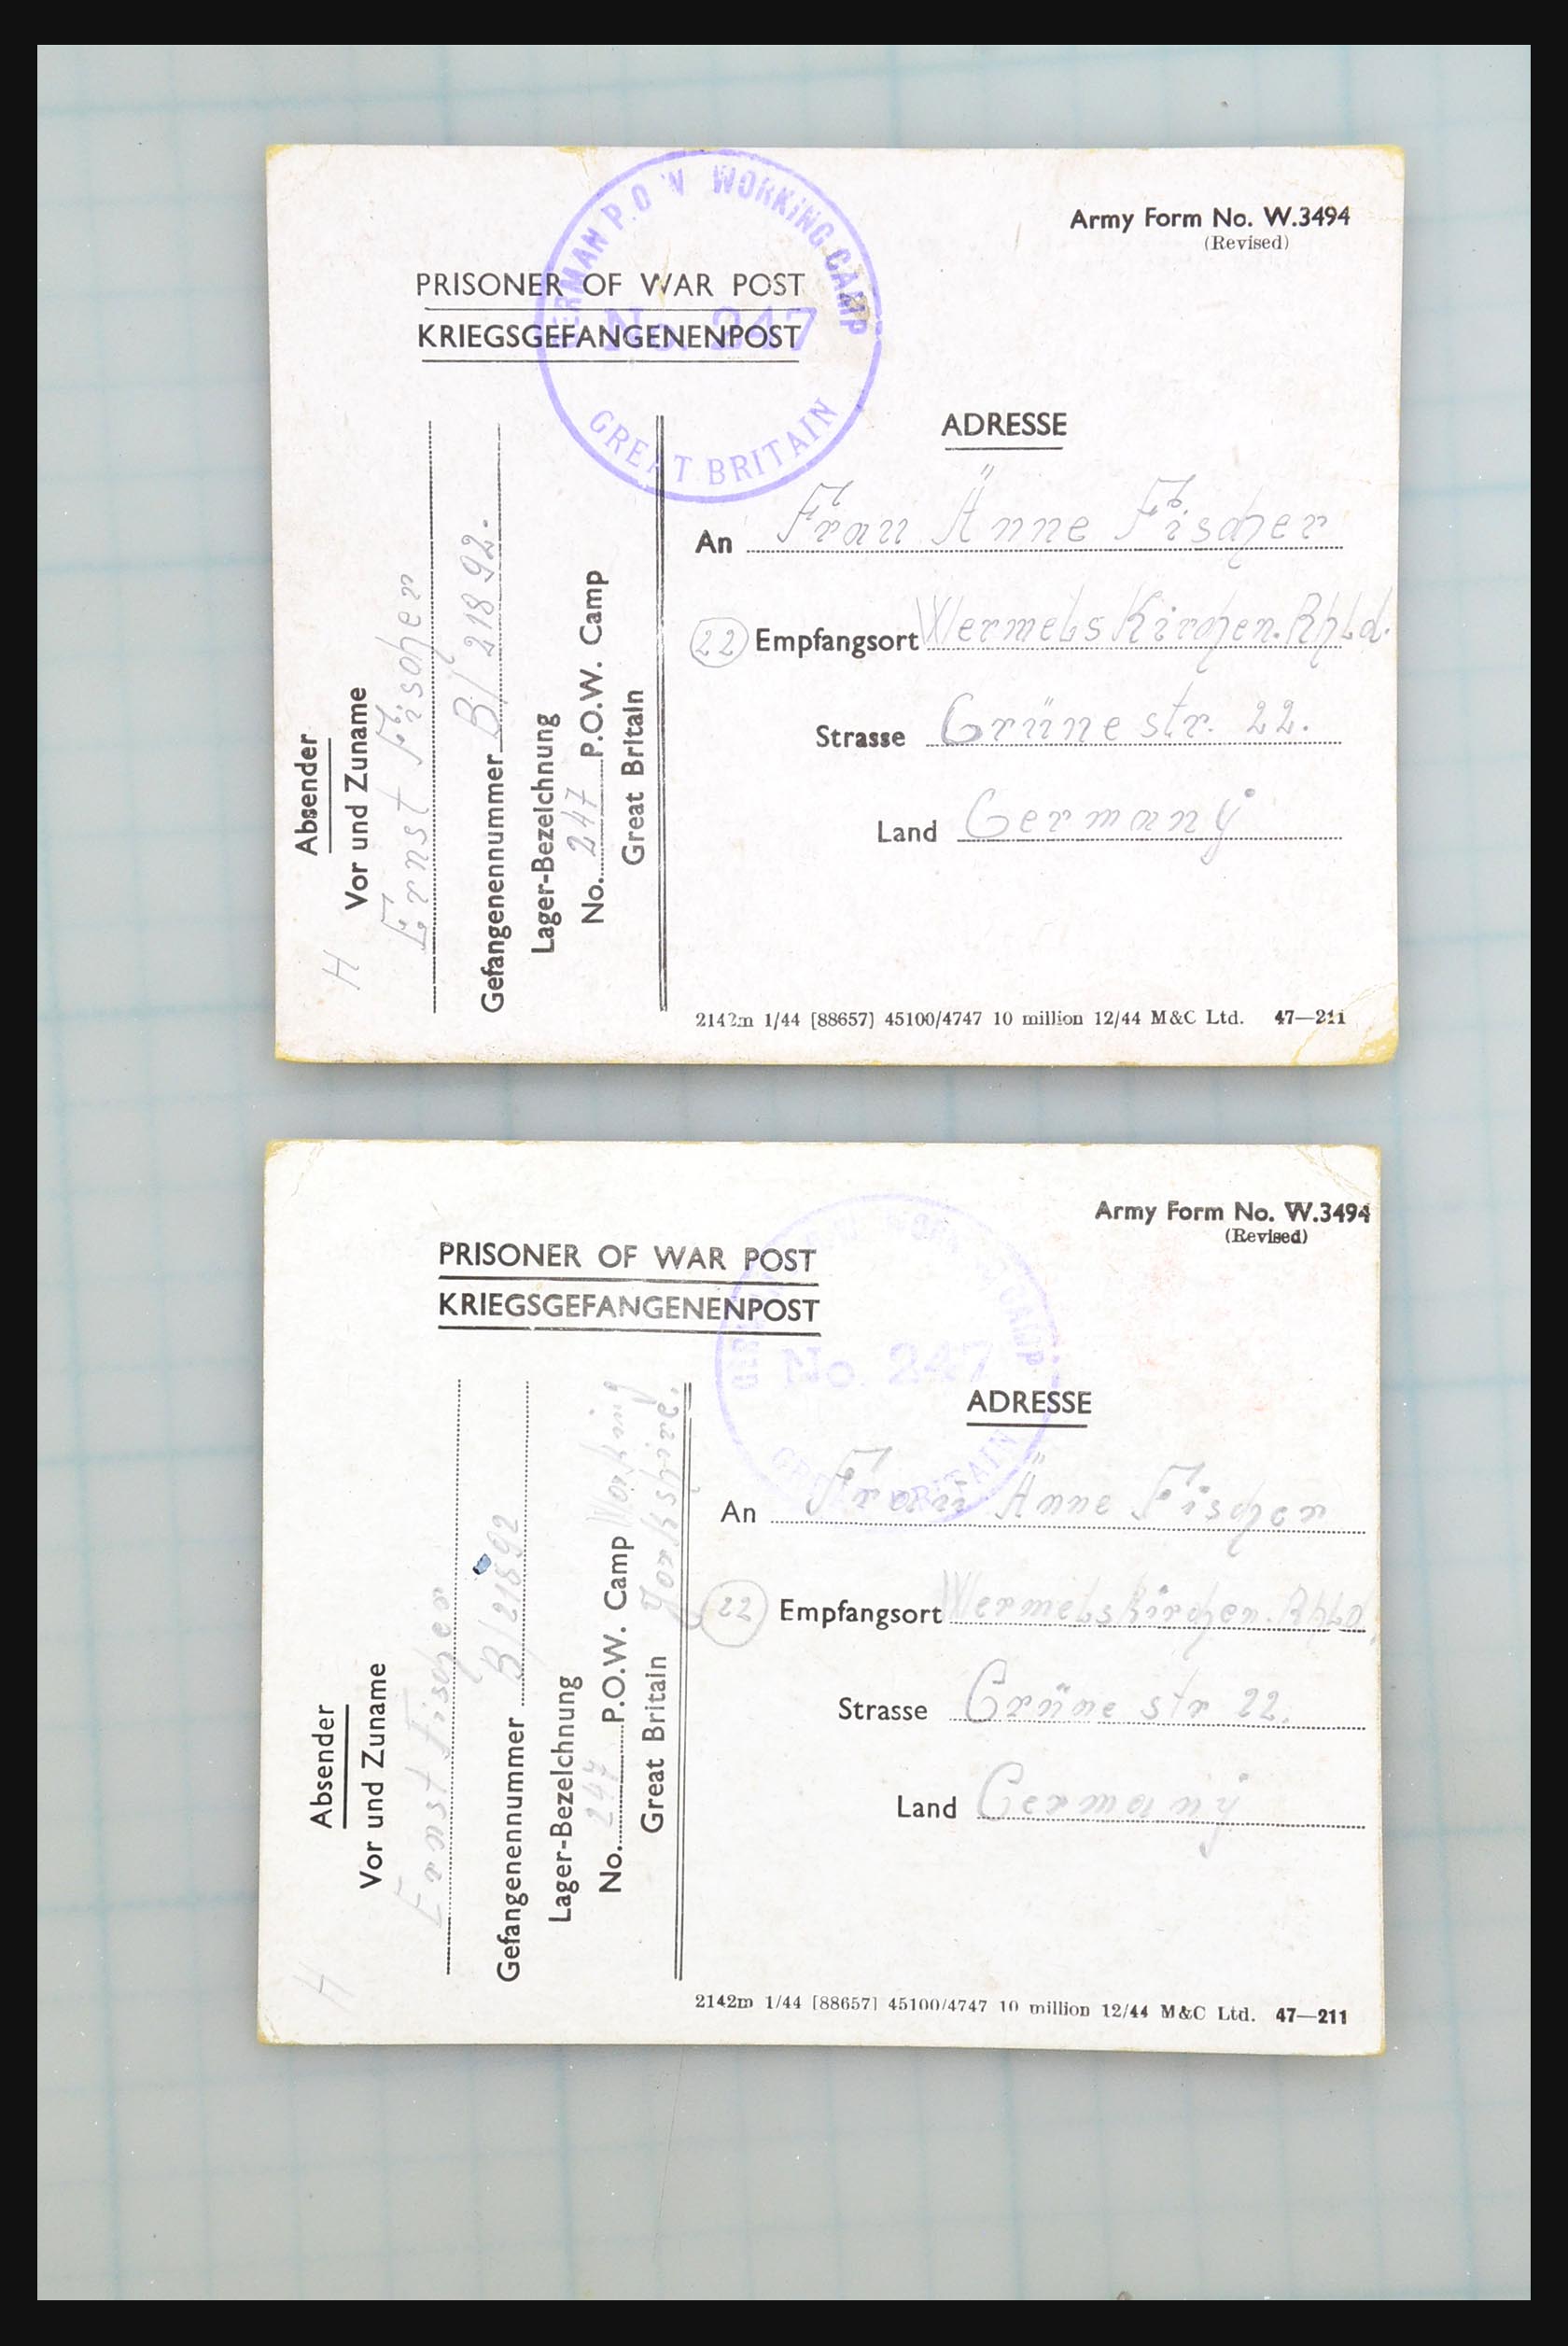 GERMAN P.O.W WORKING CAMP
No. 247
GREAT BRITAIN
Army Form No. W.3494
(Revised)
PRISONER OF WAR POST
KRIEGSGEFANGENENPOST
Absender
Vor und Zuname
Ernst Fischer
H
Gefangenennummer B/ 21892.
Lager-Bezeichnung
No. 247 P.O.W. Camp
Great Britain
ADRESSE
An Frau Änne Fischer
(22) Empfangsort Wermelskirchen. Rhld.
Strasse Grünestr. 22.
Land Germany
2142m 1/44 [88657] 45100/4747 10 million 12/44 M&C Ltd. 47—211
Army Form No. W.3494
(Revised)
PRISONER OF WAR POST
KRIEGSGEFANGENENPOST
GERMAN P.O.W WORKING CAMP
No. 247
GREAT BRITAIN
Absender
Vor und Zuname
Ernst Fischer
H
Gefangenennummer B/ 21892
Lager-Bezeichnung
No. 247 P.O.W. Camp Working
Great Britain Yorkshire.
ADRESSE
An Frau Änne Fischer
(22) Empfangsort Wermelskirchen. Rhld.
Strasse Grünestr 22.
Land Germany
2142m 1/44 [88657] 45100/4747 10 million 12/44 M&C Ltd. 47—211